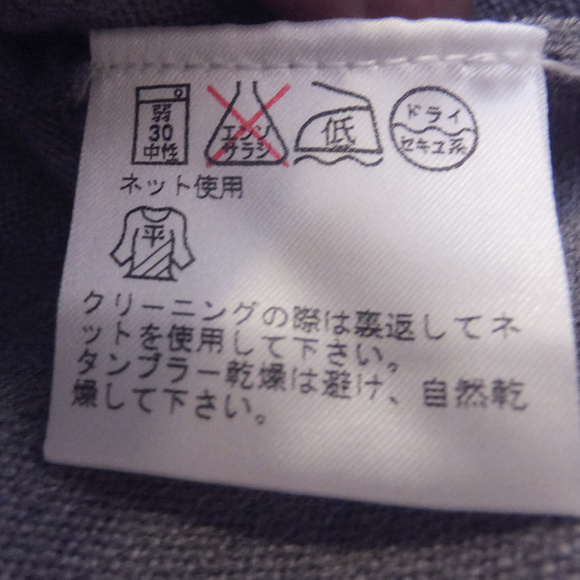 弱
30
中性
エンソ
サラシ
低
ドライ
セキユ系
ネット使用
平
クリーニングの際は裏返してネ
ットを使用して下さい。
タンブラー乾燥は避け、自然乾
燥して下さい。